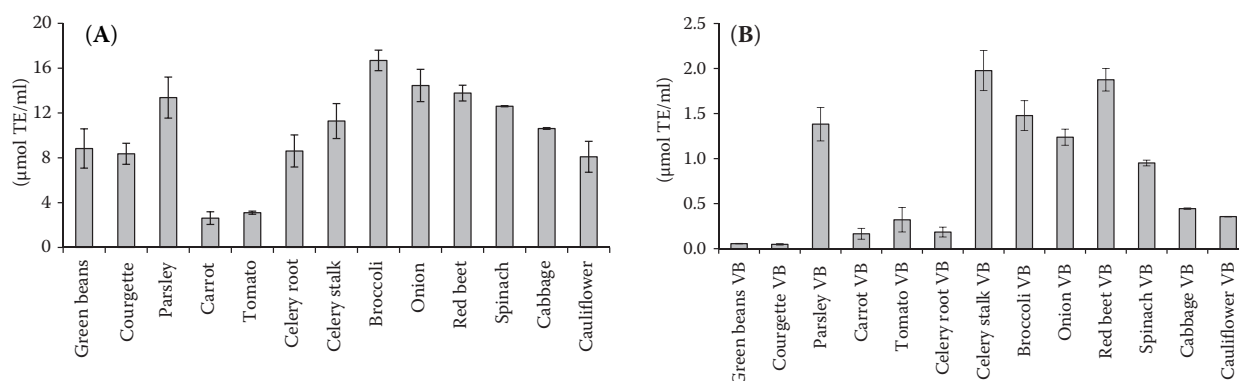 (A)
(μmol TE/ml)
20
16
12
8
4
0
Green beans
Courgette
Parsley
Carrot
Tomato
Celery root
Celery stalk
Broccoli
Onion
Red beet
Spinach
Cabbage
Cauliflower
(B)
(μmol TE/ml)
2.5
2.0
1.5
1.0
0.5
0.0
Green beans VB
Courgette VB
Parsley VB
Carrot VB
Tomato VB
Celery root VB
Celery stalk VB
Broccoli VB
Onion VB
Red beet VB
Spinach VB
Cabbage VB
Cauliflower VB